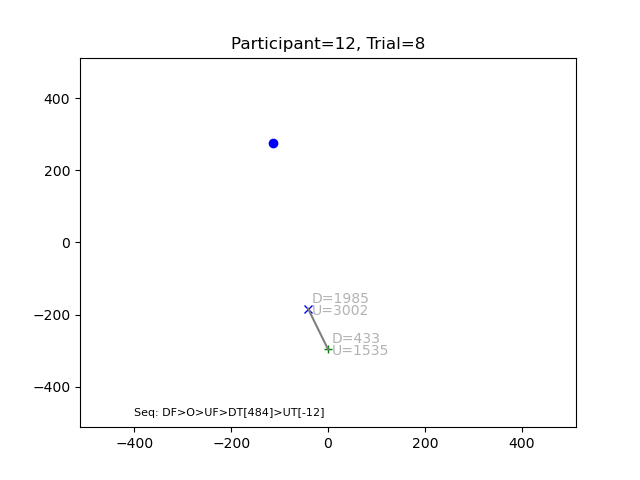 Participant=12, Trial=8
400
200
0
−200
−400
D=1985
U=3002
D=433
U=1535
Seq: DF>O>UF>DT[484]>UT[-12]
−400
−200
0
200
400